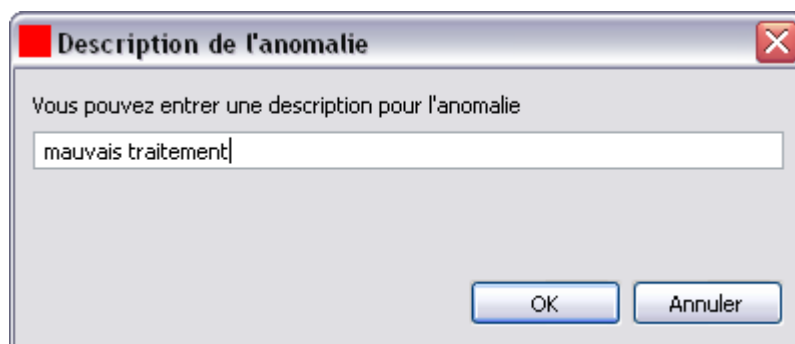 Description de l'anomalie
Vous pouvez entrer une description pour l'anomalie
mauvais traitement
OK Annuler